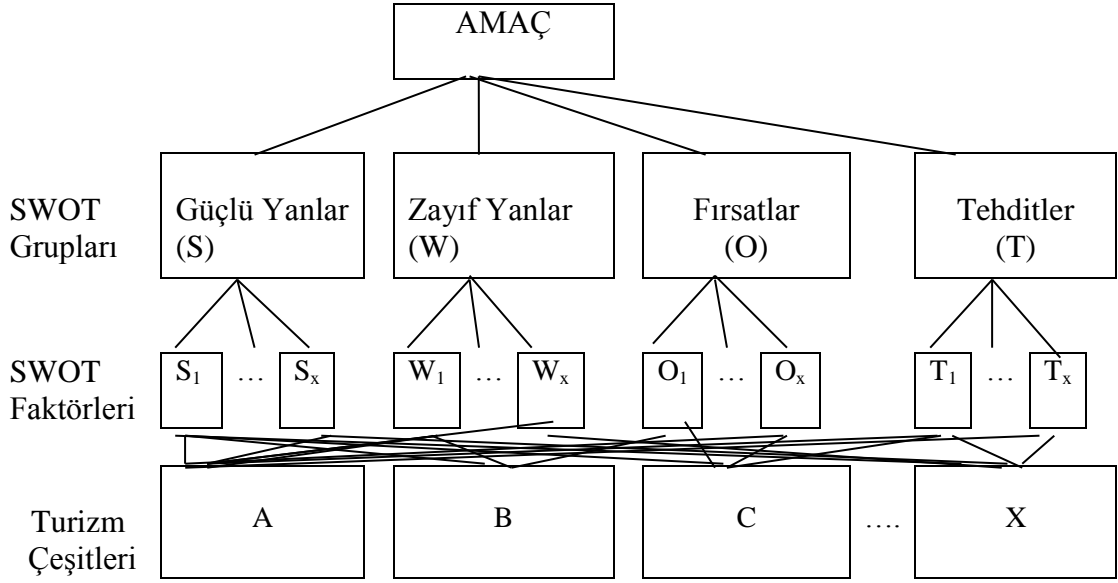 AMAÇ
SWOT
Grupları
Güçlü Yanlar
(S)
Zayıf Yanlar
(W)
Fırsatlar
(O)
Tehditler
(T)
SWOT
Faktörleri
S1 … Sx
W1 … Wx
O1 … Ox
T1 … Tx
Turizm
Çeşitleri
A
B
C
….
X